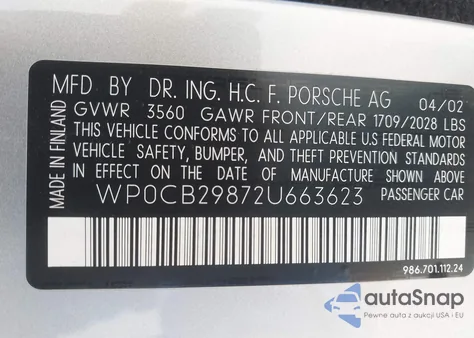 MFD BY DR. ING. H.C. F. PORSCHE AG 04/02
GVWR 3560 GAWR FRONT/REAR 1709/2028 LBS
THIS VEHICLE CONFORMS TO ALL APPLICABLE U.S FEDERAL MOTOR
VEHICLE SAFETY, BUMPER, AND THEFT PREVENTION STANDARDS
IN EFFECT ON THE DATE OF MANUFACTURE SHOWN ABOVE
WP0CB29872U663623 PASSENGER CAR
MADE IN FINLAND
986.701.112.24
autoSnap
Pewne auta z aukcji USA i EU